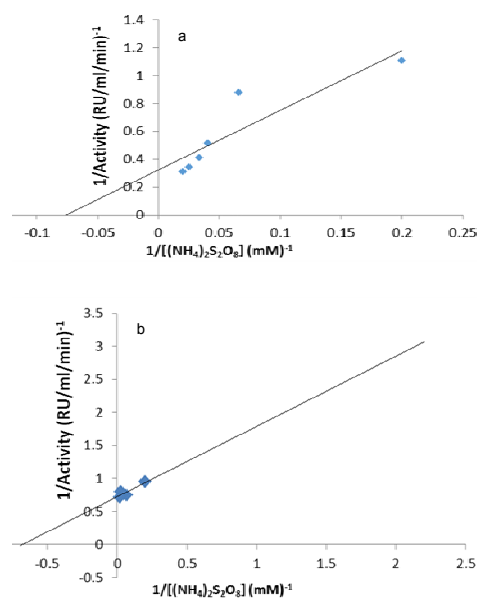 a
1/Activity (RU/ml/min)⁻¹
1.4
1.2
1
0.8
0.6
0.4
0.2
0
-0.1 -0.05 0 0.05 0.1 0.15 0.2 0.25
1/[(NH₄)₂S₂O₈] (mM)⁻¹
b
1/Activity (RU/ml/min)⁻¹
3.5
3
2.5
2
1.5
1
0.5
0
-0.5
-0.5 0 0.5 1 1.5 2 2.5
1/[(NH₄)₂S₂O₈] (mM)⁻¹